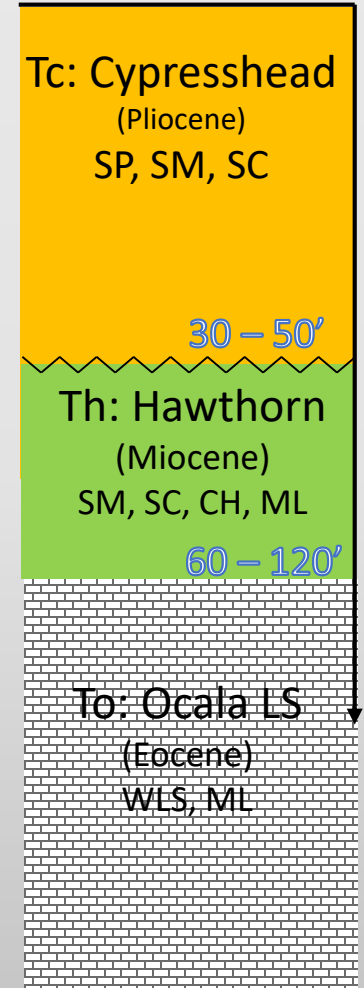 Tc: Cypresshead
(Pliocene)
SP, SM, SC
30 – 50’
Th: Hawthorn
(Miocene)
SM, SC, CH, ML
60 – 120’
To: Ocala LS
(Eocene)
WLS, ML